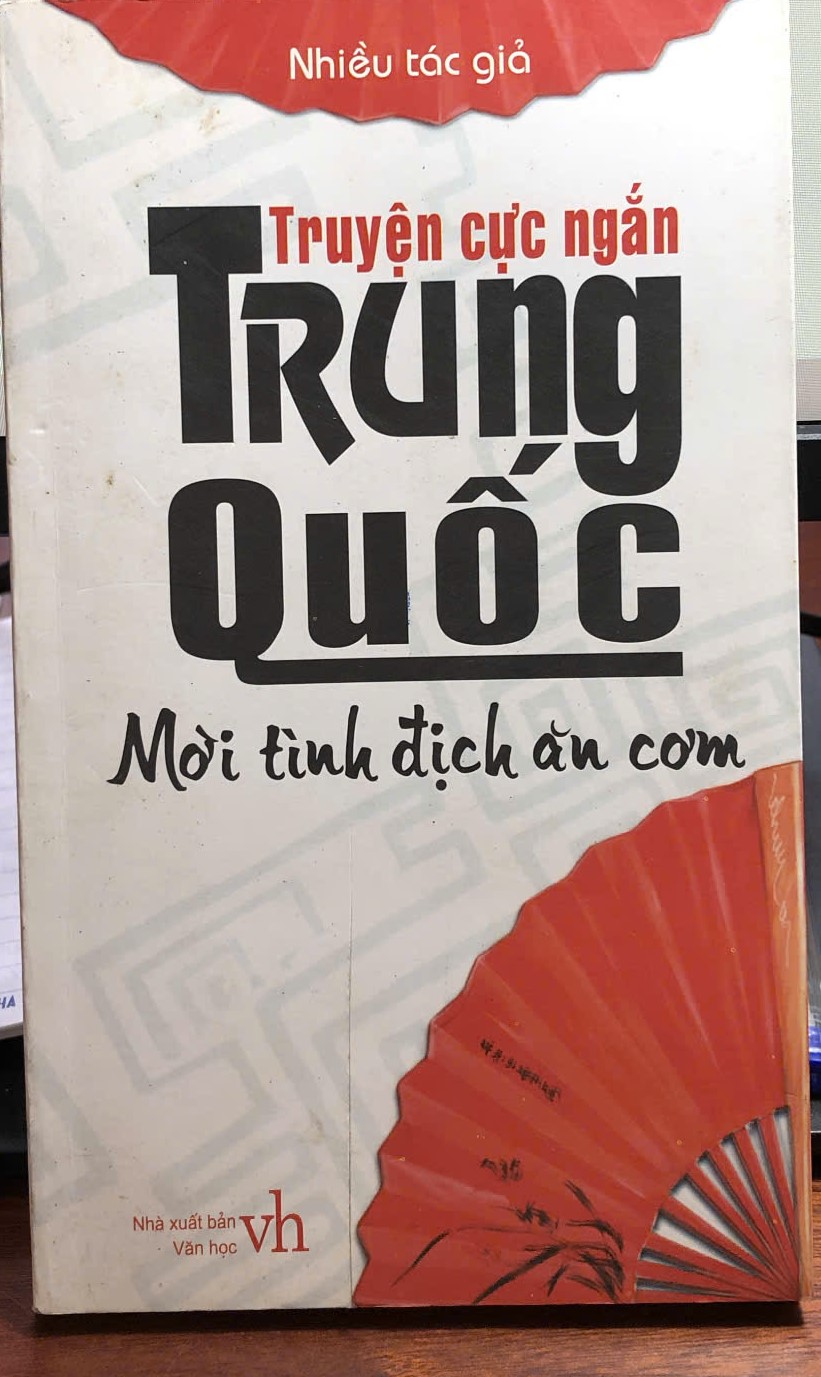 Nhiều tác giả
Truyện cực ngắn
TRung
Quốc
Mời tình địch ăn cơm
Nhà xuất bản
Văn học
vh